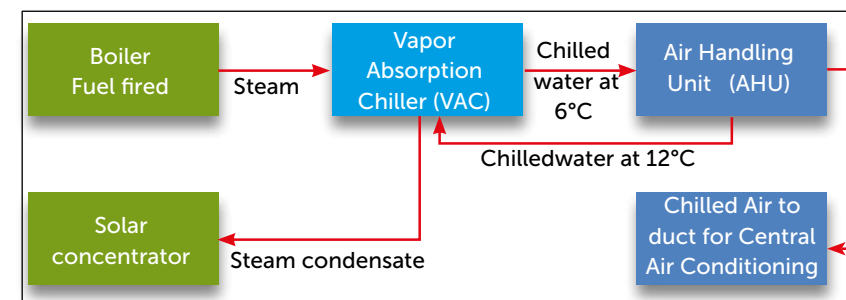 Boiler
Fuel fired
Steam
Vapor
Absorption
Chiller (VAC)
Chilled
water at
6°C
Air Handling
Unit (AHU)
Chilledwater at 12°C
Solar
concentrator
Steam condensate
Chilled Air to
duct for Central
Air Conditioning